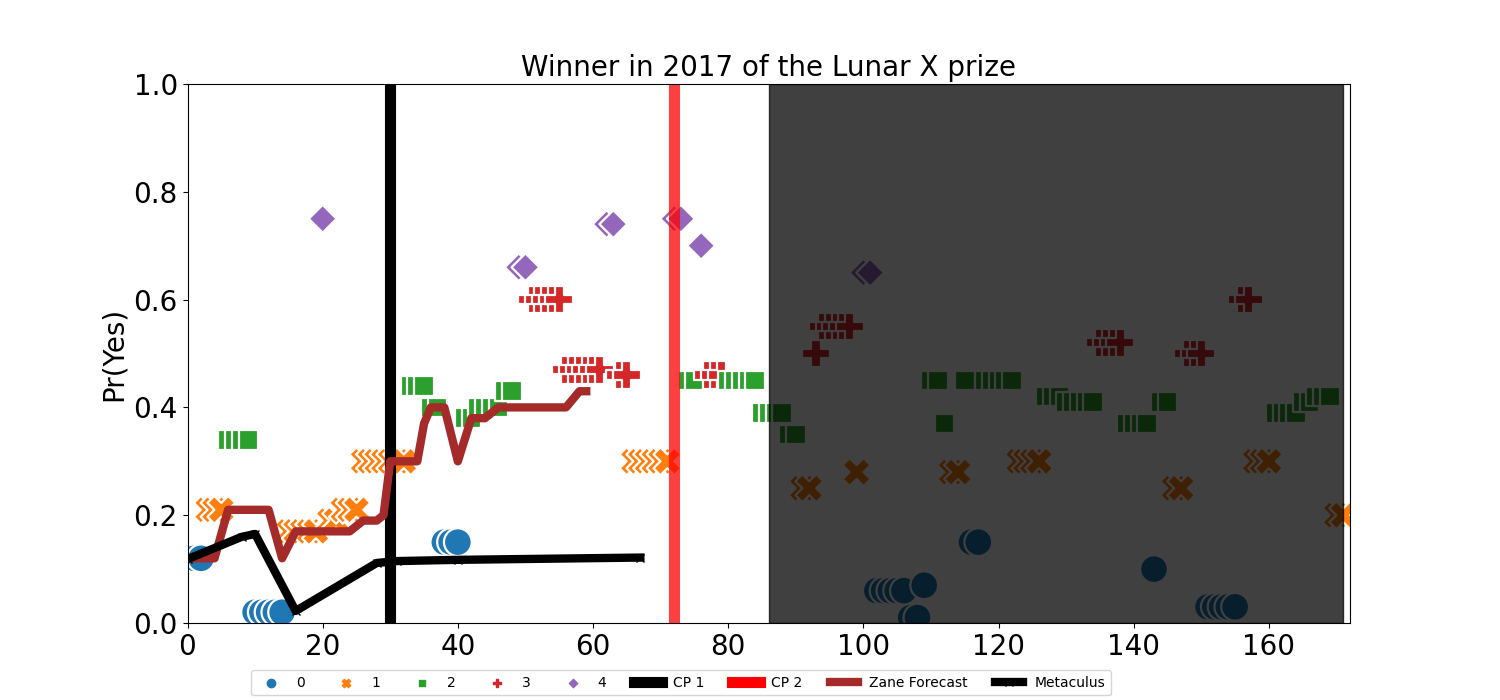 Winner in 2017 of the Lunar X prize
1.0
0.8
0.6
0.4
0.2
0.0
Pr(Yes)
0 20 40 60 80 100 120 140 160
0 1 2 3 4 CP 1 CP 2 Zane Forecast Metaculus